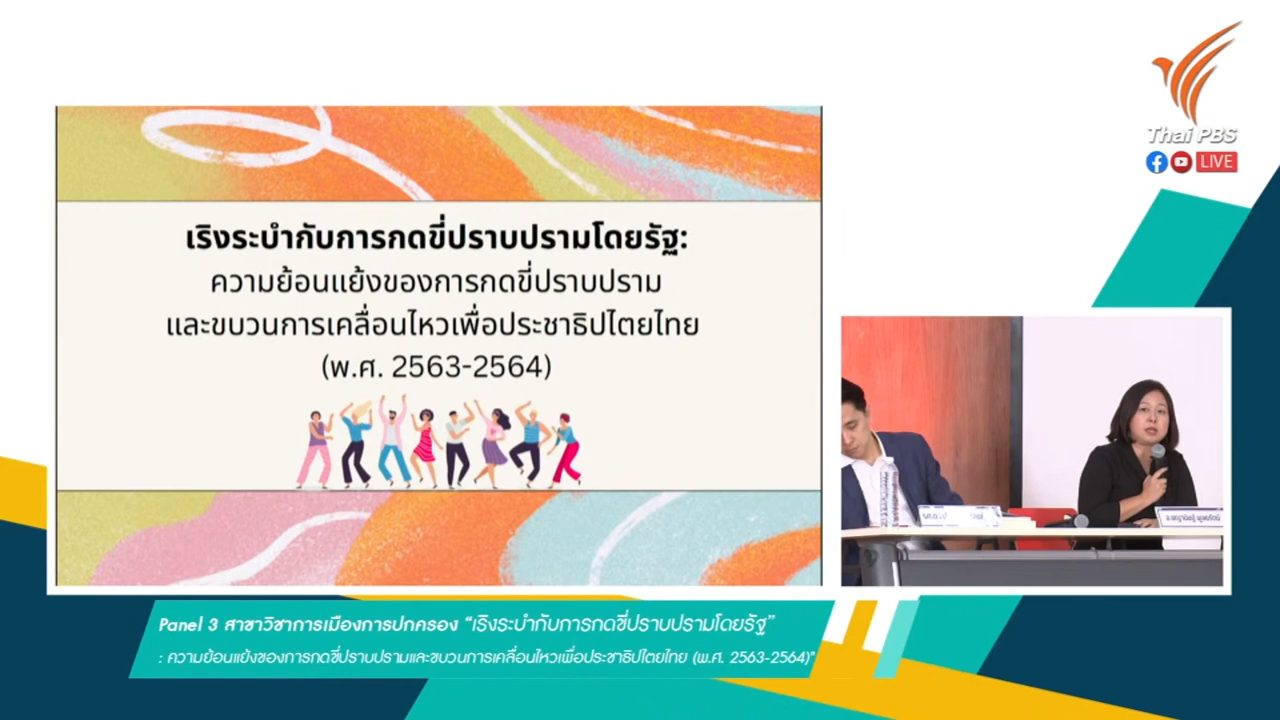 Thai PBS
LIVE
เริงระบำกับการกดขี่ปราบปรามโดยรัฐ:
ความย้อนแย้งของการกดขี่ปราบปราม
และขบวนการเคลื่อนไหวเพื่อประชาธิปไตยไทย
(พ.ศ. 2563-2564)
Panel 3 สาขาวิชาการเมืองการปกครอง “เริงระบำกับการกดขี่ปราบปรามโดยรัฐ”
: ความย้อนแย้งของการกดขี่ปราบปรามและขบวนการเคลื่อนไหวเพื่อประชาธิปไตยไทย (พ.ศ. 2563-2564)"